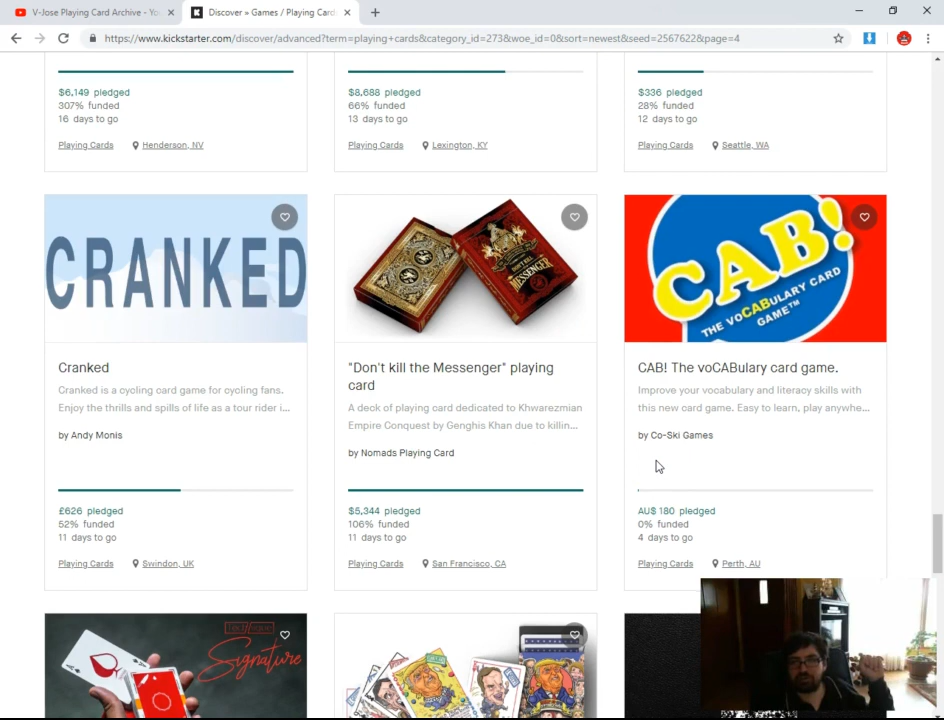 V-Jose Playing Card Archive - Yo
Discover » Games / Playing Card
https://www.kickstarter.com/discover/advanced?term=playing+cards&category_id=273&woe_id=0&sort=newest&seed=2567622&page=4
$6,149 pledged
307% funded
16 days to go
Playing Cards Henderson, NV
$8,688 pledged
66% funded
13 days to go
Playing Cards Lexington, KY
$336 pledged
28% funded
12 days to go
Playing Cards Seattle, WA
CRANKED
Cranked
Cranked is a cycling card game for cycling fans.
Enjoy the thrills and spills of life as a tour rider i...
by Andy Monis
£626 pledged
52% funded
11 days to go
Playing Cards Swindon, UK
DON'T KILL
THE
MESSENGER
"Don't kill the Messenger" playing
card
A deck of playing card dedicated to Khwarezmian
Empire Conquest by Genghis Khan due to killin...
by Nomads Playing Card
$5,344 pledged
106% funded
11 days to go
Playing Cards San Francisco, CA
CAB!
THE VOCABULARY CARD
GAME™
CAB! The voCABulary card game.
Improve your vocabulary and literacy skills with
this new card game. Easy to learn, play anywhe...
by Co-Ski Games
AU$ 180 pledged
0% funded
4 days to go
Playing Cards Perth, AU
Signature